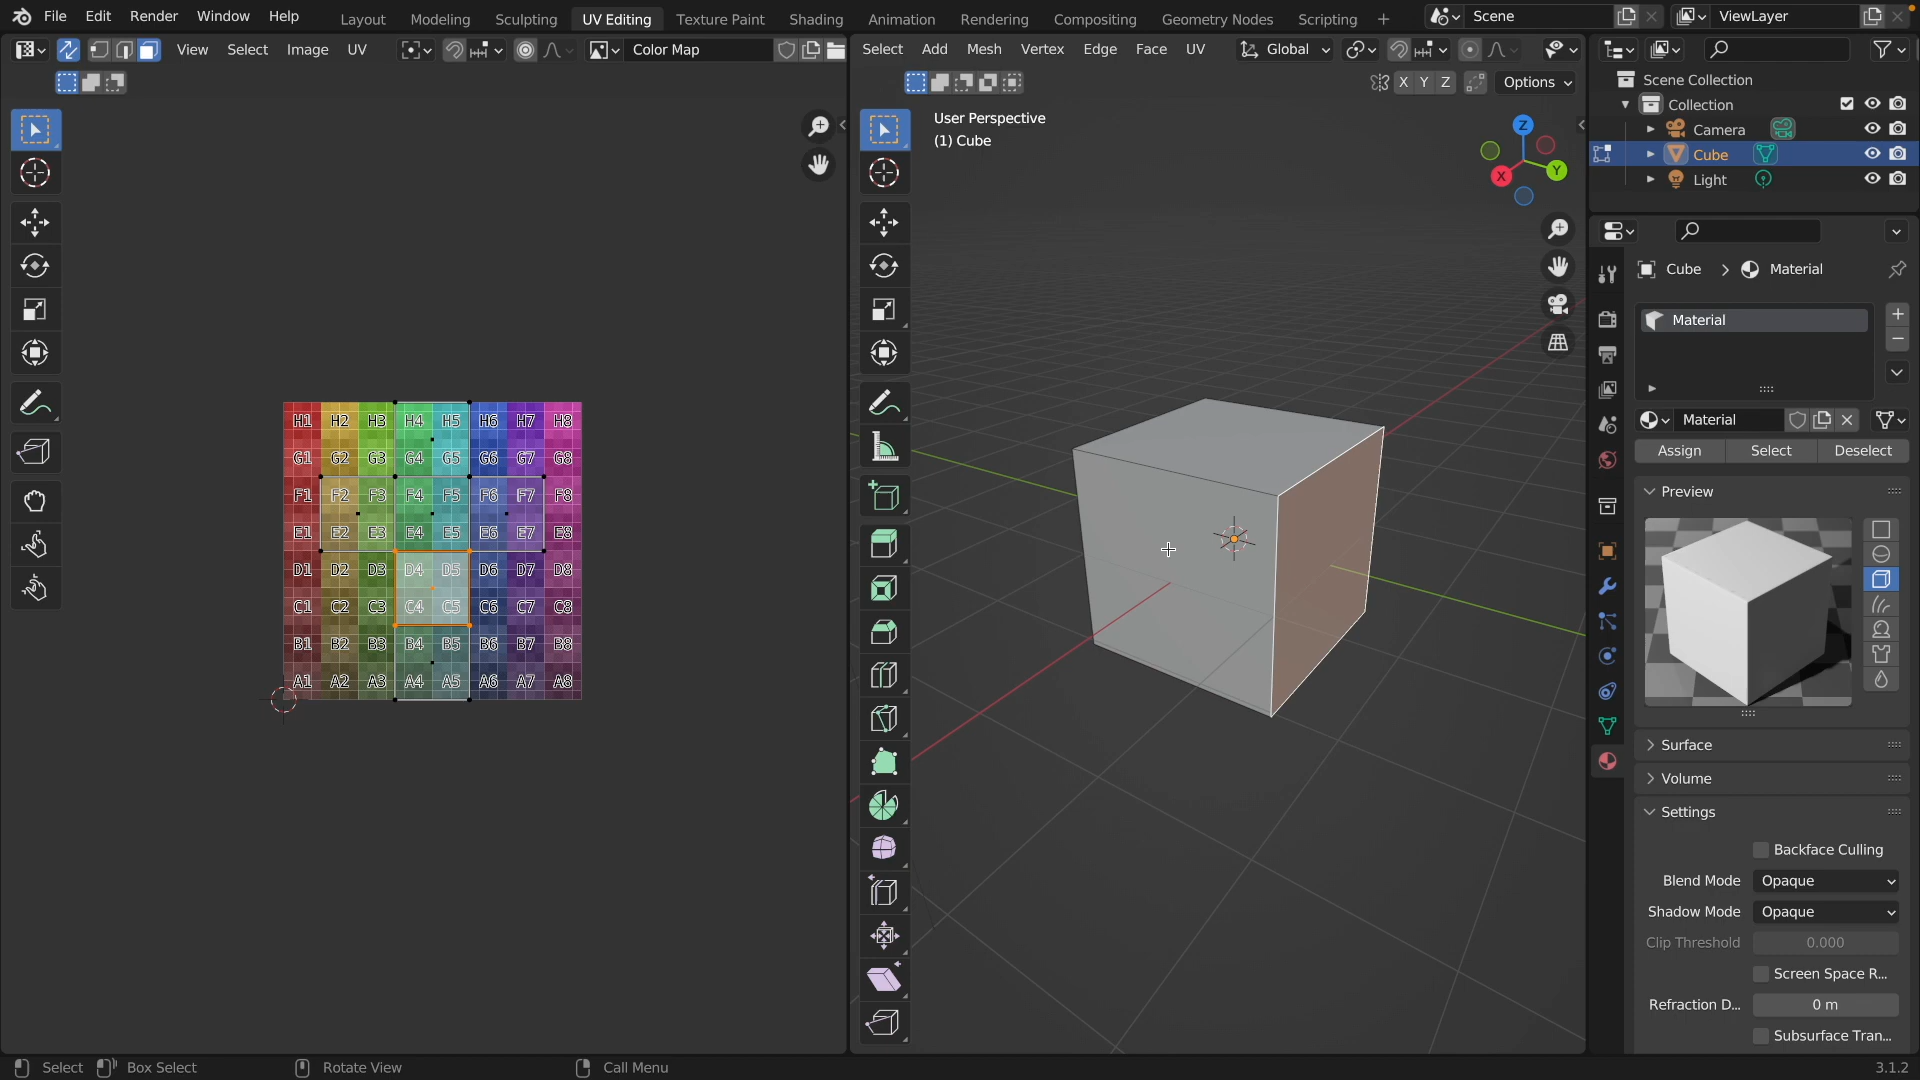 File Edit Render Window Help Layout Modeling Sculpting UV Editing Texture Paint Shading Animation Rendering Compositing Geometry Nodes Scripting + Scene ViewLayer
View Select Image UV Color Map Select Add Mesh Vertex Edge Face UV Global
X Y Z Options
Scene Collection
Collection
Camera
Cube
Light
User Perspective
(1) Cube
Z
Y
X
Cube > Material
Material
Material
Assign Select Deselect
Preview
H1 H2 H3 H4 H5 H6 H7 H8
G1 G2 G3 G4 G5 G6 G7 G8
F1 F2 F3 F4 F5 F6 F7 F8
E1 E2 E3 E4 E5 E6 E7 E8
D1 D2 D3 D4 D5 D6 D7 D8
C1 C2 C3 C4 C5 C6 C7 C8
B1 B2 B3 B4 B5 B6 B7 B8
A1 A2 A3 A4 A5 A6 A7 A8
Surface
Volume
Settings
Backface Culling
Blend Mode Opaque
Shadow Mode Opaque
Clip Threshold 0.000
Screen Space R...
Refraction D... 0 m
Subsurface Tran...
Select Box Select Rotate View Call Menu 3.1.2